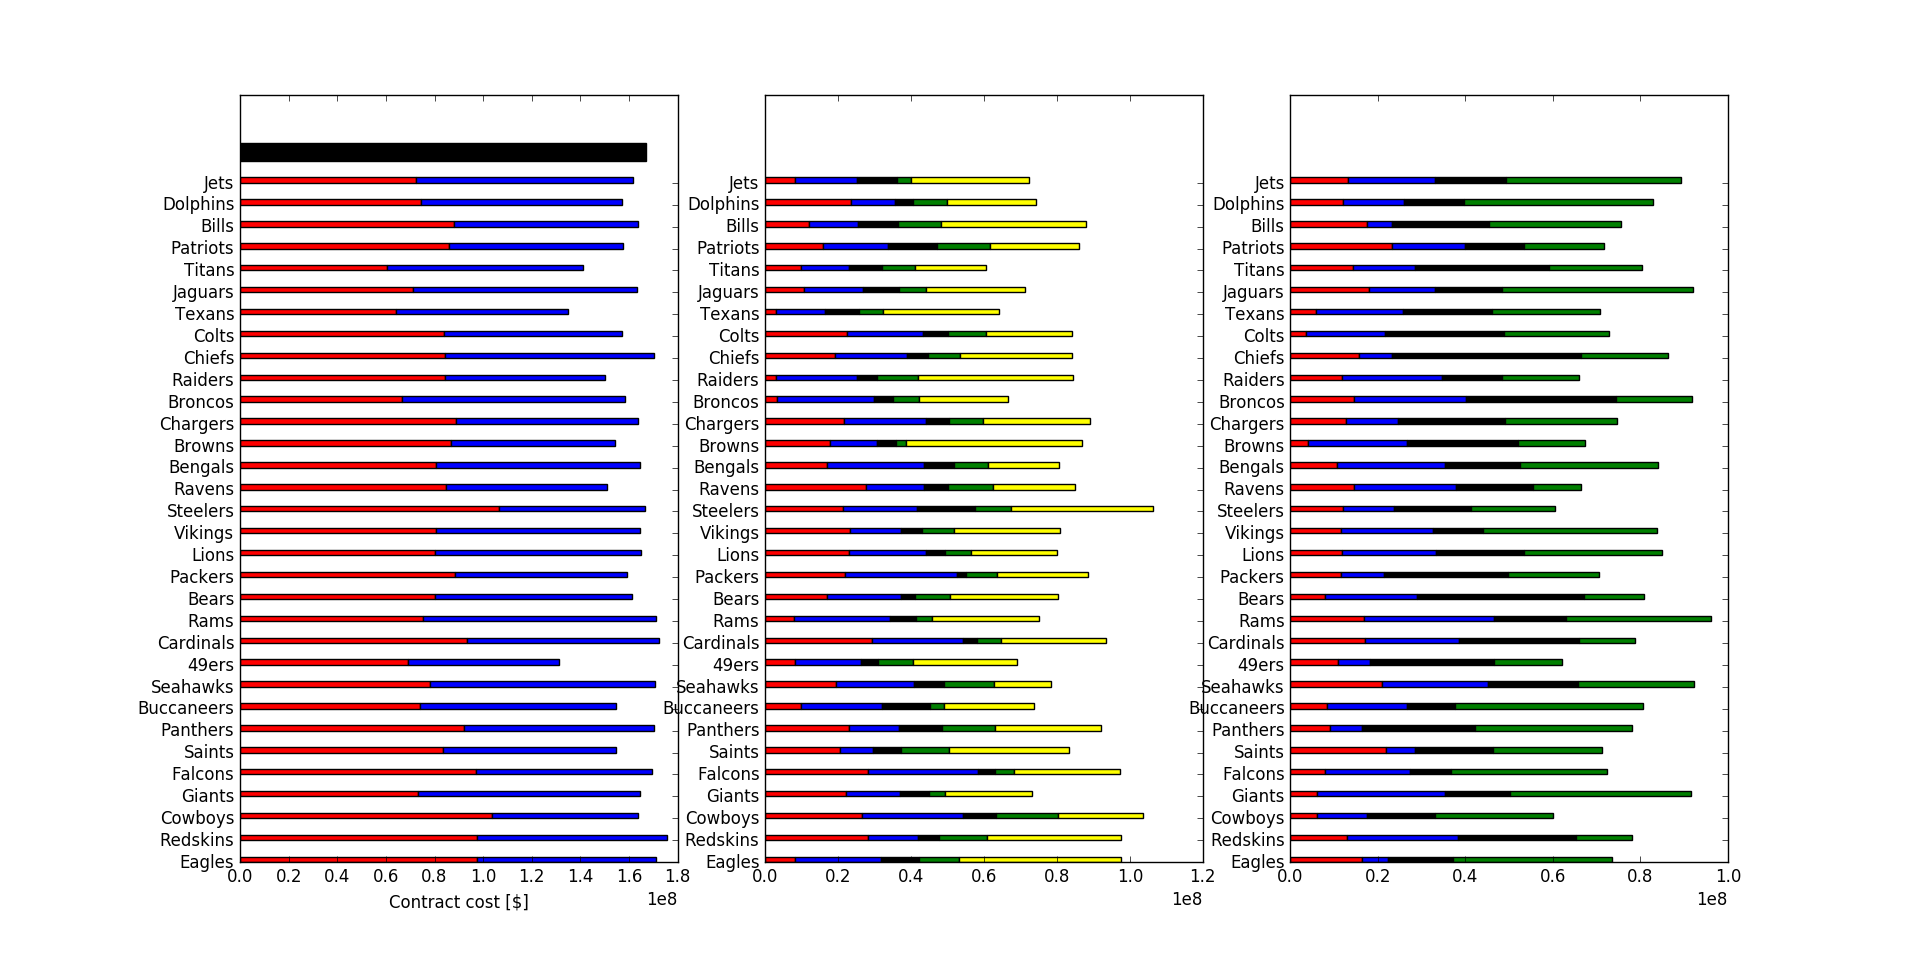 Jets
Dolphins
Bills
Patriots
Titans
Jaguars
Texans
Colts
Chiefs
Raiders
Broncos
Chargers
Browns
Bengals
Ravens
Steelers
Vikings
Lions
Packers
Bears
Rams
Cardinals
49ers
Seahawks
Buccaneers
Panthers
Saints
Falcons
Giants
Cowboys
Redskins
Eagles
0.0 0.2 0.4 0.6 0.8 1.0 1.2 1.4 1.6 1.8
1e8
Contract cost [$]
Jets
Dolphins
Bills
Patriots
Titans
Jaguars
Texans
Colts
Chiefs
Raiders
Broncos
Chargers
Browns
Bengals
Ravens
Steelers
Vikings
Lions
Packers
Bears
Rams
Cardinals
49ers
Seahawks
Buccaneers
Panthers
Saints
Falcons
Giants
Cowboys
Redskins
Eagles
0.0 0.2 0.4 0.6 0.8 1.0 1.2
1e8
Jets
Dolphins
Bills
Patriots
Titans
Jaguars
Texans
Colts
Chiefs
Raiders
Broncos
Chargers
Browns
Bengals
Ravens
Steelers
Vikings
Lions
Packers
Bears
Rams
Cardinals
49ers
Seahawks
Buccaneers
Panthers
Saints
Falcons
Giants
Cowboys
Redskins
Eagles
0.0 0.2 0.4 0.6 0.8 1.0
1e8